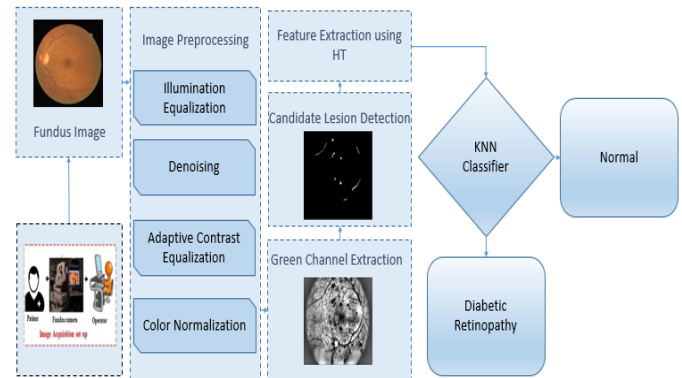 Fundus Image
Patient
Fundus camera
Operator
Image Acquisition set up
Image Preprocessing
Illumination
Equalization
Denoising
Adaptive Contrast
Equalization
Color Normalization
Feature Extraction using
HT
Candidate Lesion Detection
Green Channel Extraction
KNN
Classifier
Normal
Diabetic
Retinopathy